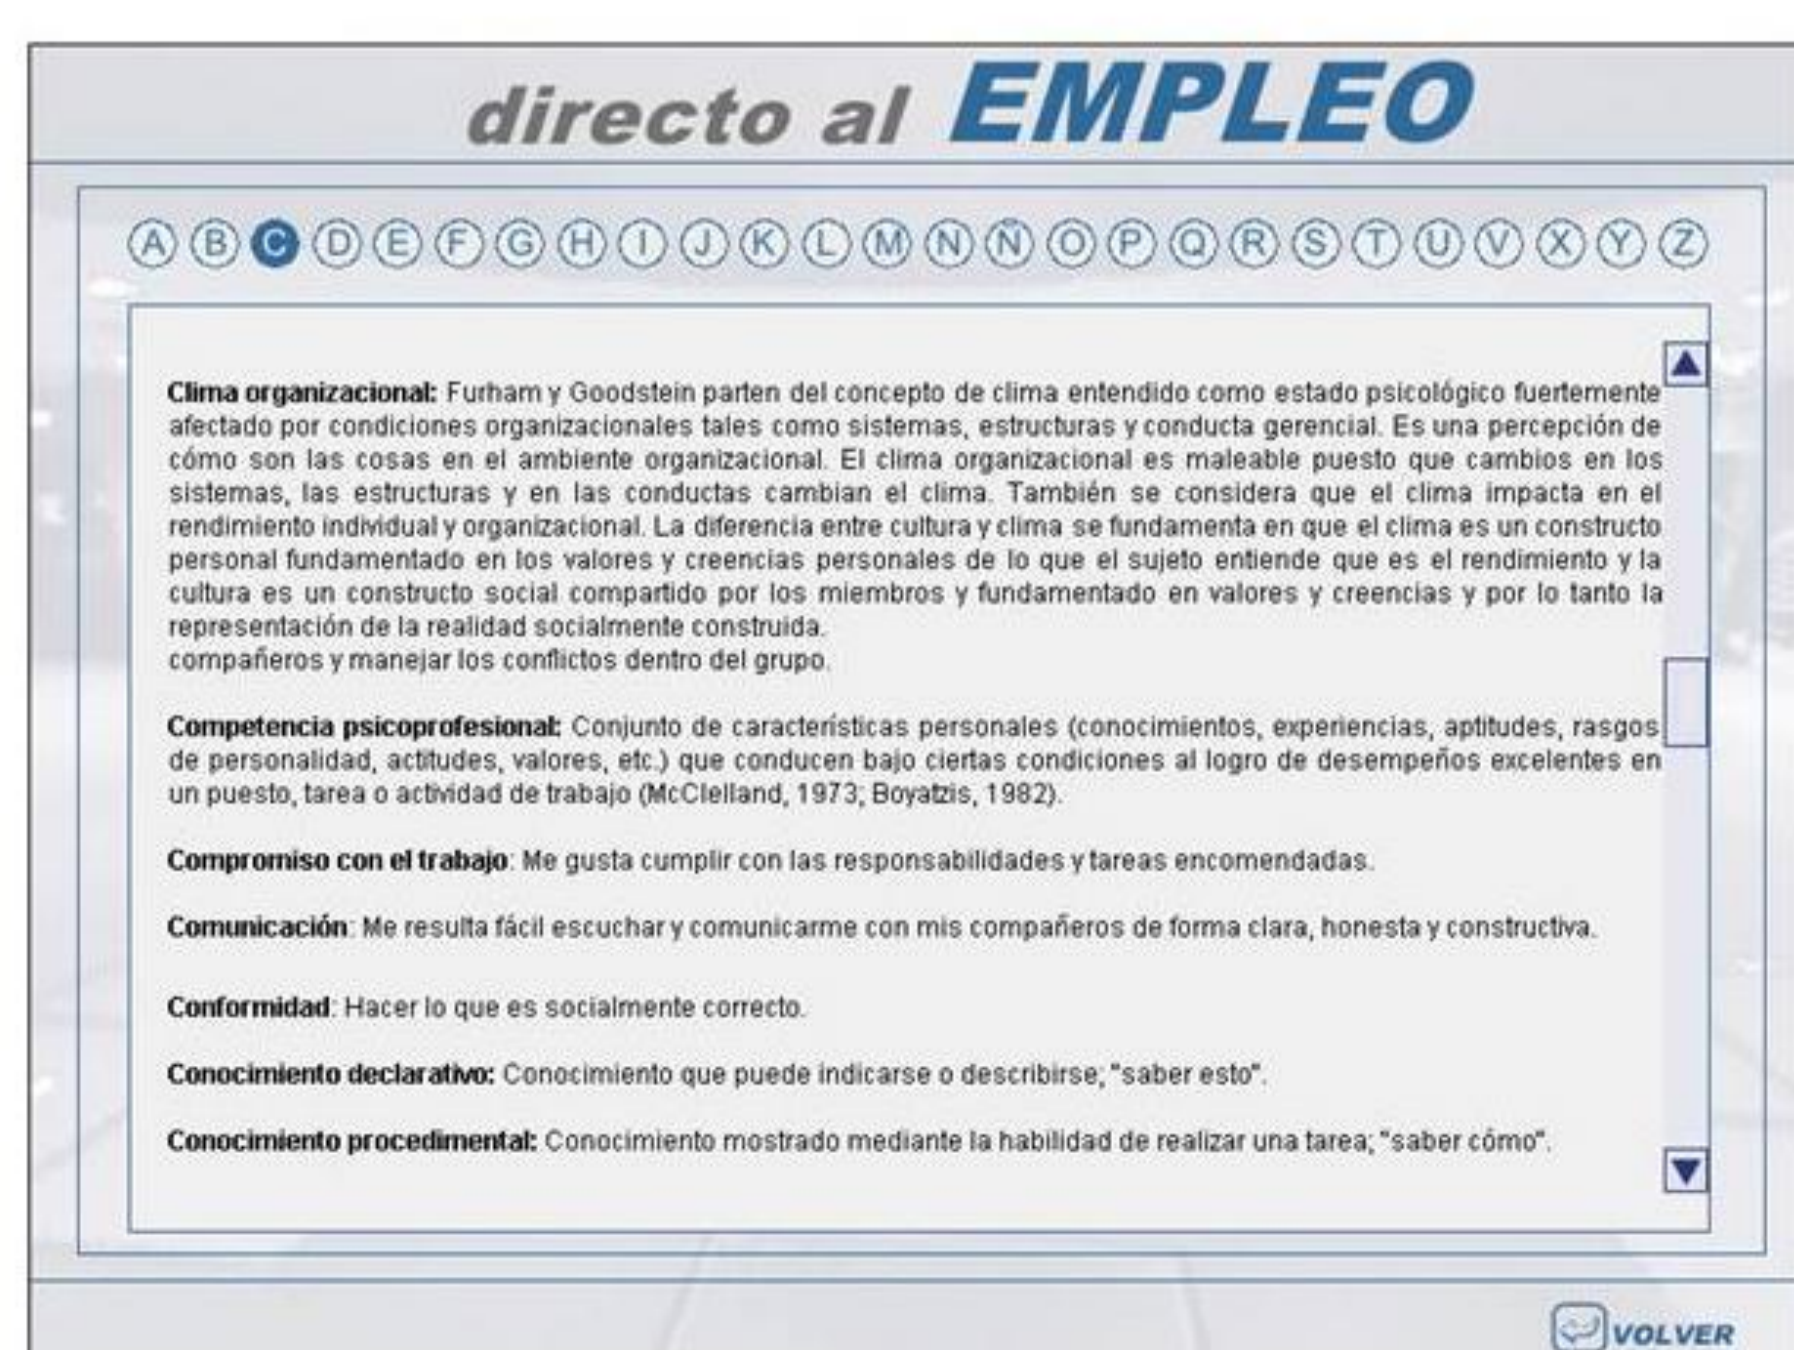 directo al EMPLEO
A B C D E F G H I J K L M N Ñ O P Q R S T U V X Y Z
Clima organizacional: Furham y Goodstein parten del concepto de clima entendido como estado psicológico fuertemente
afectado por condiciones organizacionales tales como sistemas, estructuras y conducta gerencial. Es una percepción de
cómo son las cosas en el ambiente organizacional. El clima organizacional es maleable puesto que cambios en los
sistemas, las estructuras y en las conductas cambian el clima. También se considera que el clima impacta en el
rendimiento individual y organizacional. La diferencia entre cultura y clima se fundamenta en que el clima es un constructo
personal fundamentado en los valores y creencias personales de lo que el sujeto entiende que es el rendimiento y la
cultura es un constructo social compartido por los miembros y fundamentado en valores y creencias y por lo tanto la
representación de la realidad socialmente construida.
compañeros y manejar los conflictos dentro del grupo.
Competencia psicoprofesional: Conjunto de características personales (conocimientos, experiencias, aptitudes, rasgos
de personalidad, actitudes, valores, etc.) que conducen bajo ciertas condiciones al logro de desempeños excelentes en
un puesto, tarea o actividad de trabajo (McClelland, 1973; Boyatzis, 1982).
Compromiso con el trabajo: Me gusta cumplir con las responsabilidades y tareas encomendadas.
Comunicación: Me resulta fácil escuchar y comunicarme con mis compañeros de forma clara, honesta y constructiva.
Conformidad: Hacer lo que es socialmente correcto.
Conocimiento declarativo: Conocimiento que puede indicarse o describirse; "saber esto".
Conocimiento procedimental: Conocimiento mostrado mediante la habilidad de realizar una tarea; "saber cómo".
VOLVER